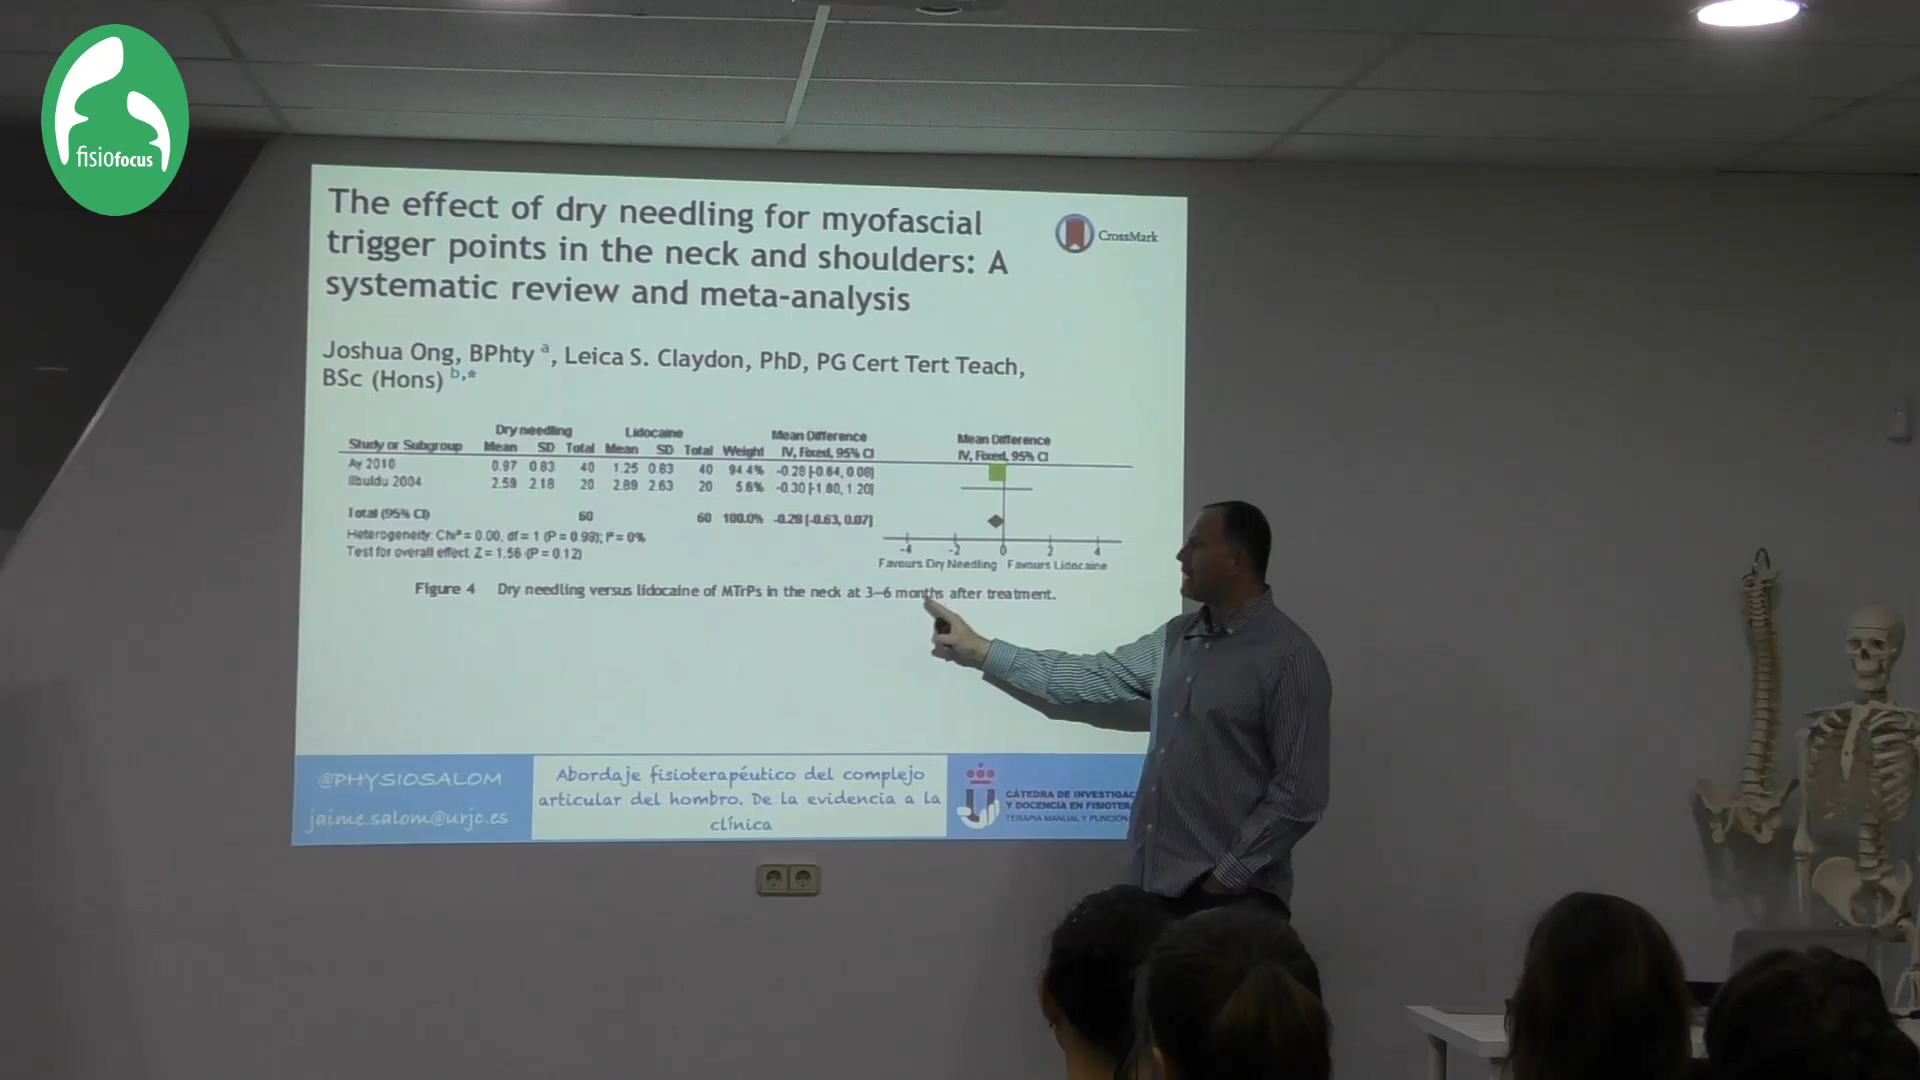 fisiofocus
The effect of dry needling for myofascial
trigger points in the neck and shoulders: A
systematic review and meta-analysis
CrossMark
Joshua Ong, BPhty a, Leica S. Claydon, PhD, PG Cert Tert Teach,
BSc (Hons) b,*
Dry needling Lidocaine Mean Difference Mean Difference
Study or Subgroup Mean SD Total Mean SD Total Weight IV, Fixed, 95% CI IV, Fixed, 95% CI
Ay 2010 0.97 0.83 40 1.25 0.83 40 94.4% -0.28 [-0.64, 0.08]
Ilbuldu 2004 2.59 2.18 20 2.89 2.63 20 5.6% -0.30 [-1.80, 1.20]
Total (95% CI) 60 60 100.0% -0.28 [-0.63, 0.07]
Heterogeneity: Chi² = 0.00, df = 1 (P = 0.98); I² = 0%
Test for overall effect: Z = 1.56 (P = 0.12)
-4 -2 0 2 4
Favours Dry Needling Favours Lidocaine
Figure 4 Dry needling versus lidocaine of MTrPs in the neck at 3–6 months after treatment.
@PHYSIOSALOM
jaime.salom@urjc.es
Abordaje fisioterapéutico del complejo
articular del hombro. De la evidencia a la
clínica
CÁTEDRA DE INVESTIGAC
Y DOCENCIA EN FISIOTER
TERAPIA MANUAL Y PUNCIÓN